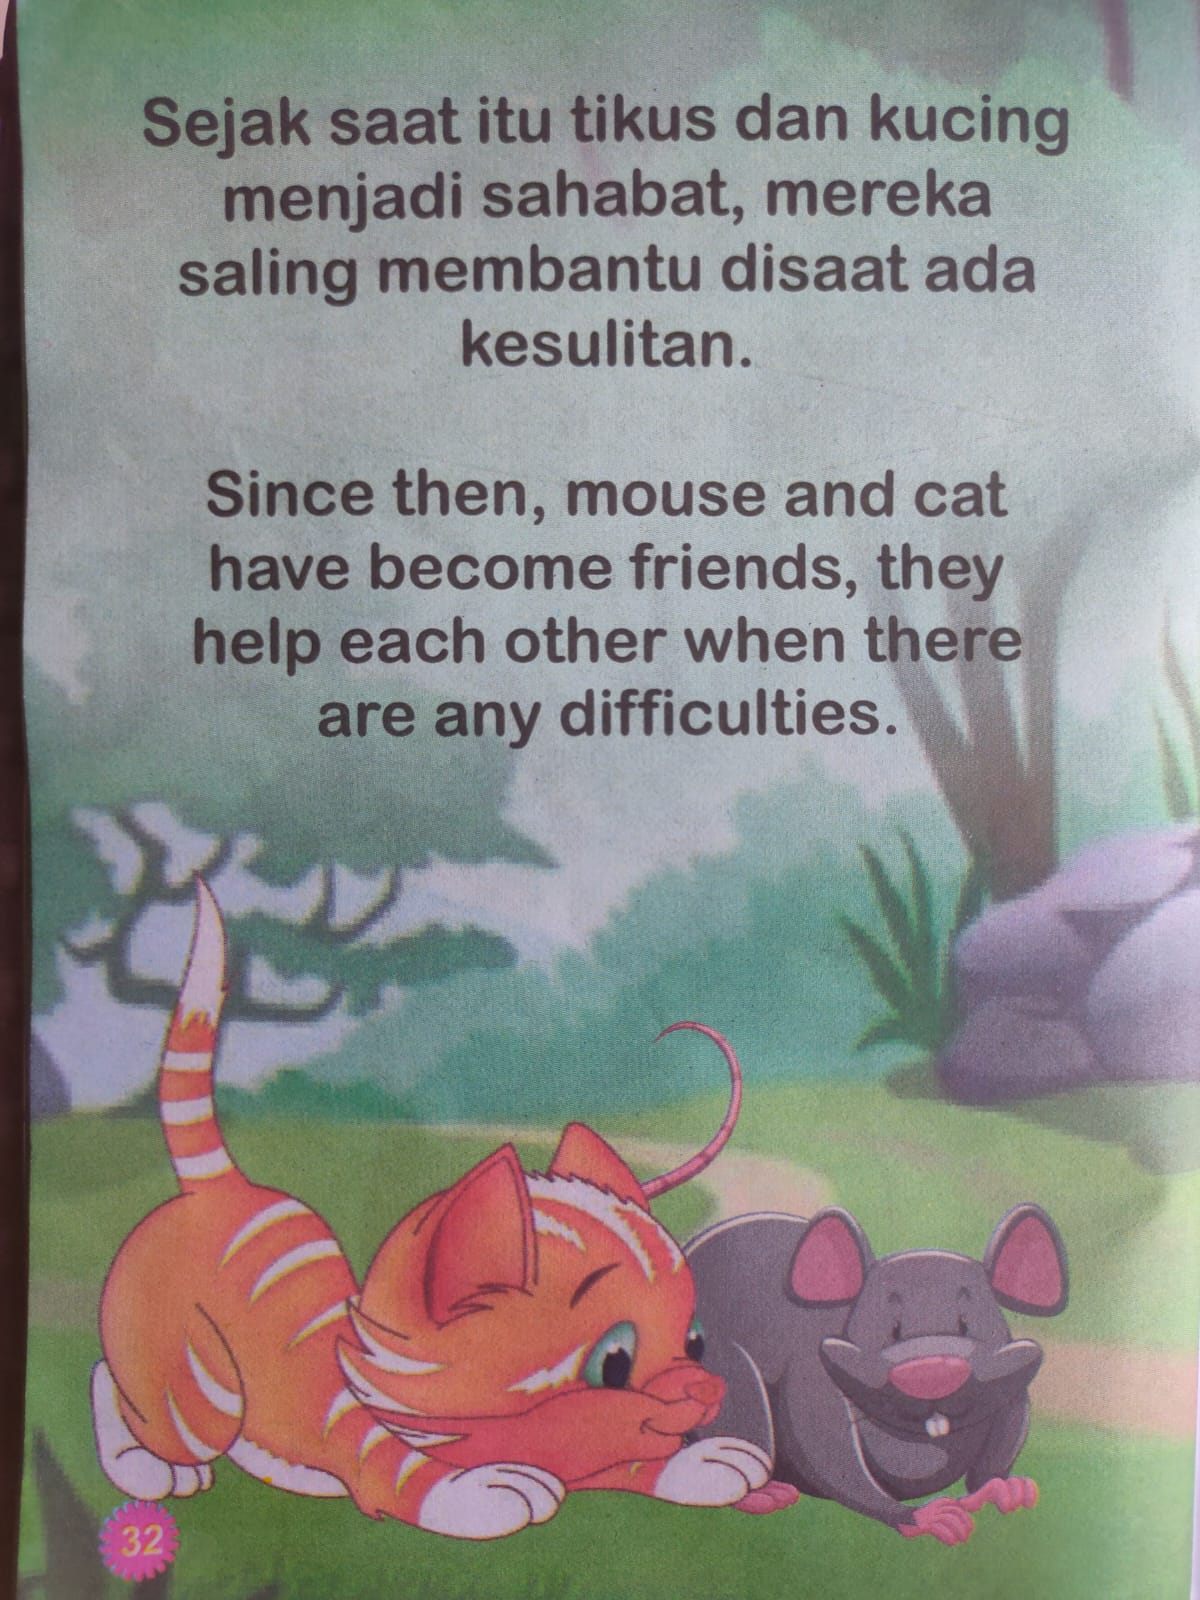 Sejak saat itu tikus dan kucing
menjadi sahabat, mereka
saling membantu disaat ada
kesulitan.
Since then, mouse and cat
have become friends, they
help each other when there
are any difficulties.
32